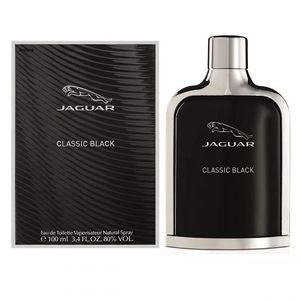 JAGUAR
CLASSIC BLACK
Eau de Toilette Vaporisateur Natural Spray
℮ 100 ml 3.4 FL.OZ. 80% VOL.
JAGUAR
CLASSIC BLACK